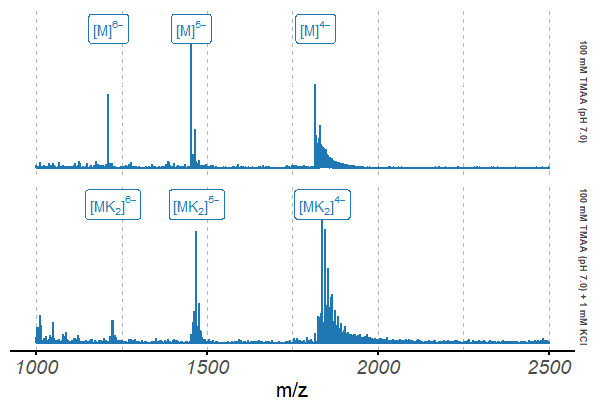 [M]⁶⁻ [M]⁵⁻ [M]⁴⁻
100 mM TMAA (pH 7.0)
[MK₂]⁶⁻ [MK₂]⁵⁻ [MK₂]⁴⁻
100 mM TMAA (pH 7.0) + 1 mM KCl
1000 1500 2000 2500
m/z